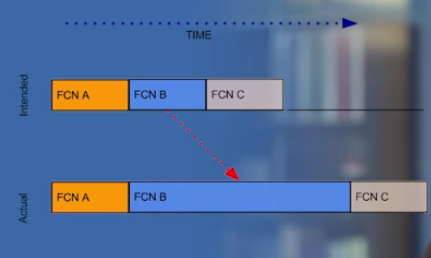 TIME
Intended
FCN A
FCN B
FCN C
Actual
FCN A
FCN B
FCN C